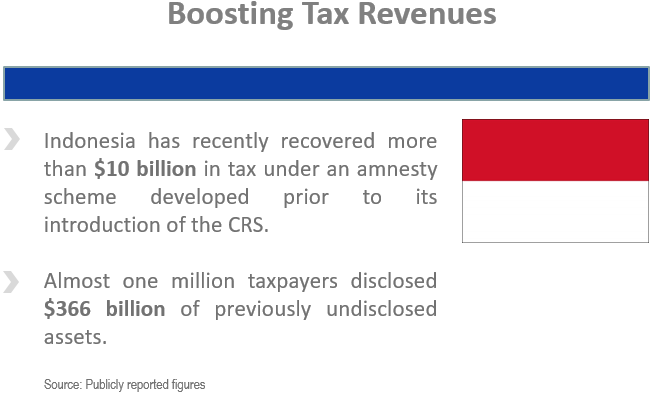 Boosting Tax Revenues
Indonesia has recently recovered more
than $10 billion in tax under an amnesty
scheme developed prior to its
introduction of the CRS.
Almost one million taxpayers disclosed
$366 billion of previously undisclosed
assets.
Source: Publicly reported figures